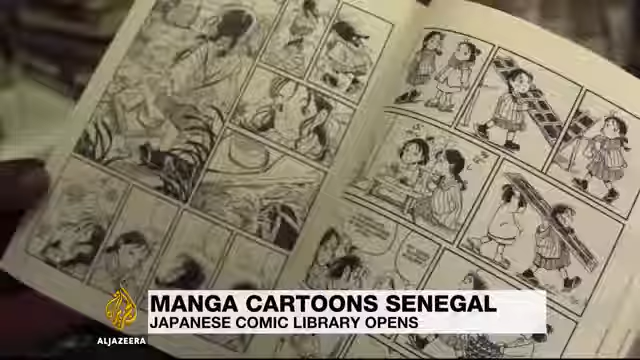 MANGA CARTOONS SENEGAL
JAPANESE COMIC LIBRARY OPENS
ALJAZEERA